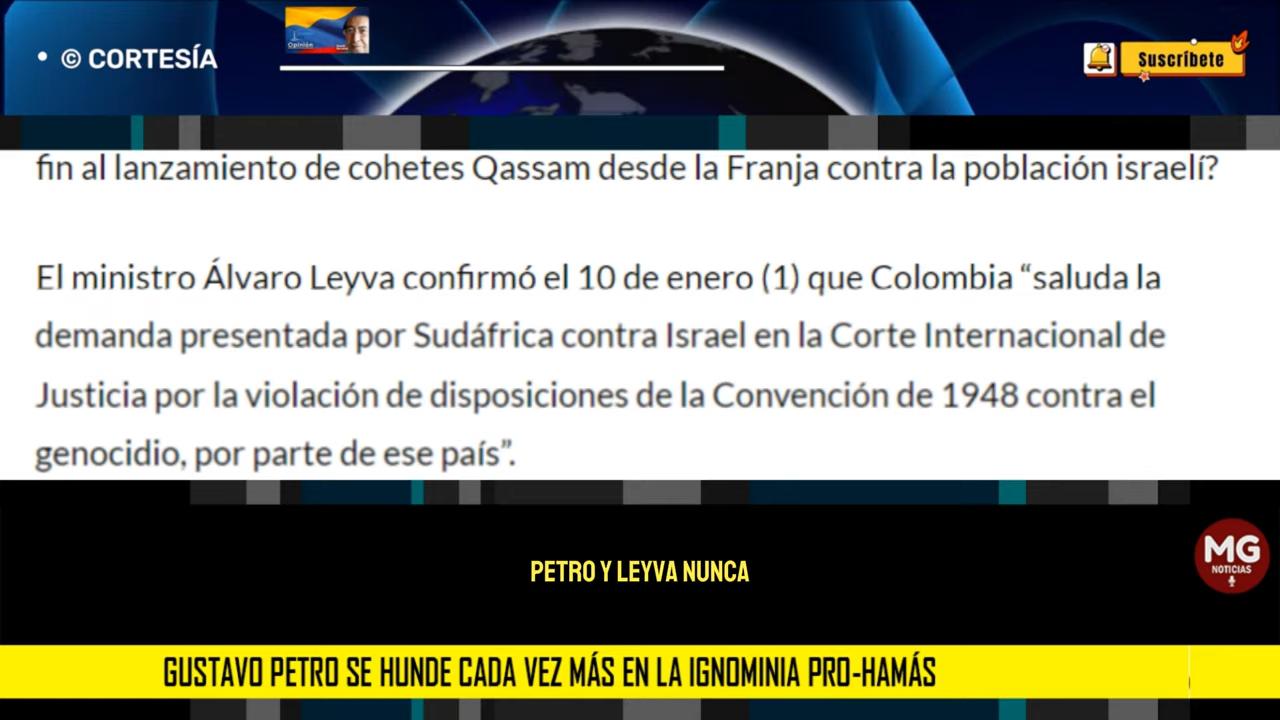 • © CORTESÍA
Opinión
Suscríbete
fin al lanzamiento de cohetes Qassam desde la Franja contra la población israelí?
El ministro Álvaro Leyva confirmó el 10 de enero (1) que Colombia “saluda la
demanda presentada por Sudáfrica contra Israel en la Corte Internacional de
Justicia por la violación de disposiciones de la Convención de 1948 contra el
genocidio, por parte de ese país”.
MG
NOTICIAS
PETRO Y LEYVA NUNCA
GUSTAVO PETRO SE HUNDE CADA VEZ MÁS EN LA IGNOMINIA PRO-HAMÁS